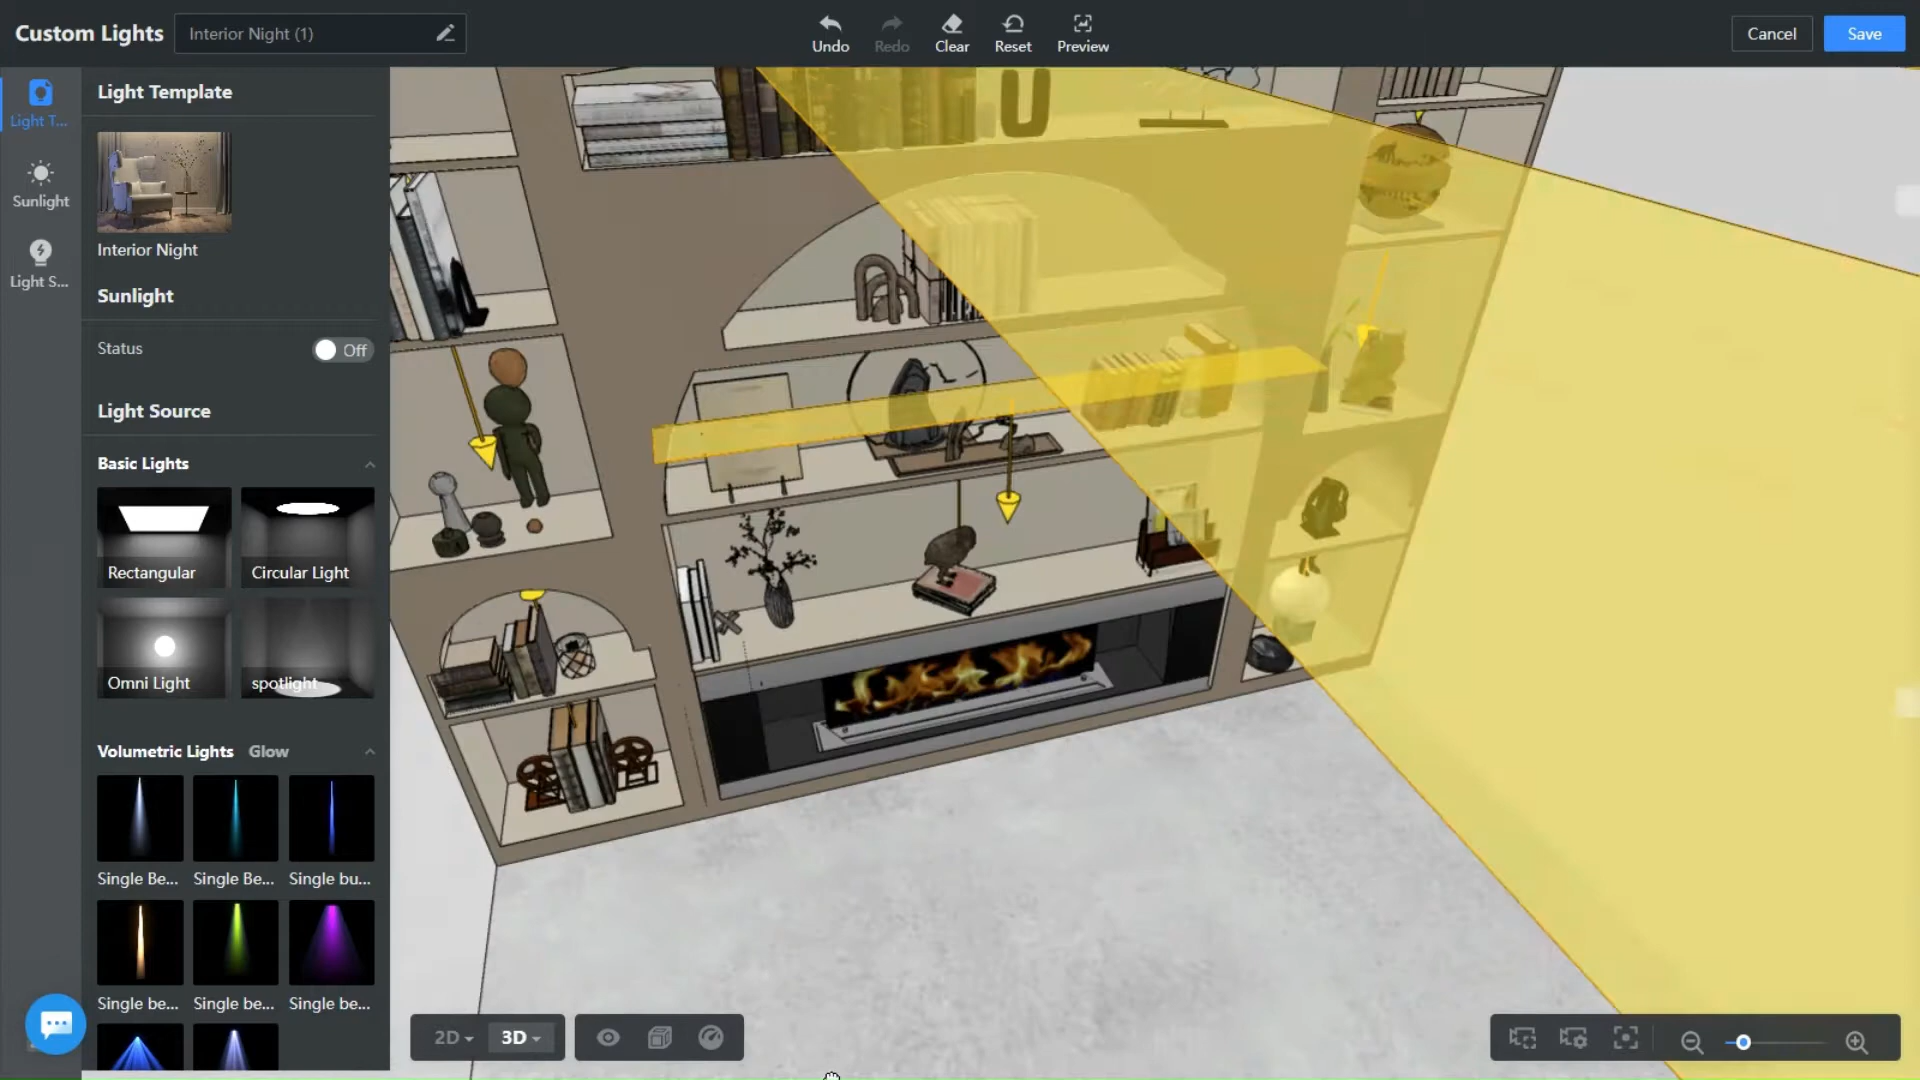 Custom Lights
Interior Night (1)
Undo
Redo
Clear
Reset
Preview
Cancel
Save
Light T...
Sunlight
Light S...
Light Template
Interior Night
Sunlight
Status
Off
Light Source
Basic Lights
Rectangular
Circular Light
Omni Light
spotlight
Volumetric Lights Glow
Single Be...
Single Be...
Single bu...
Single be...
Single be...
Single be...
2D
3D